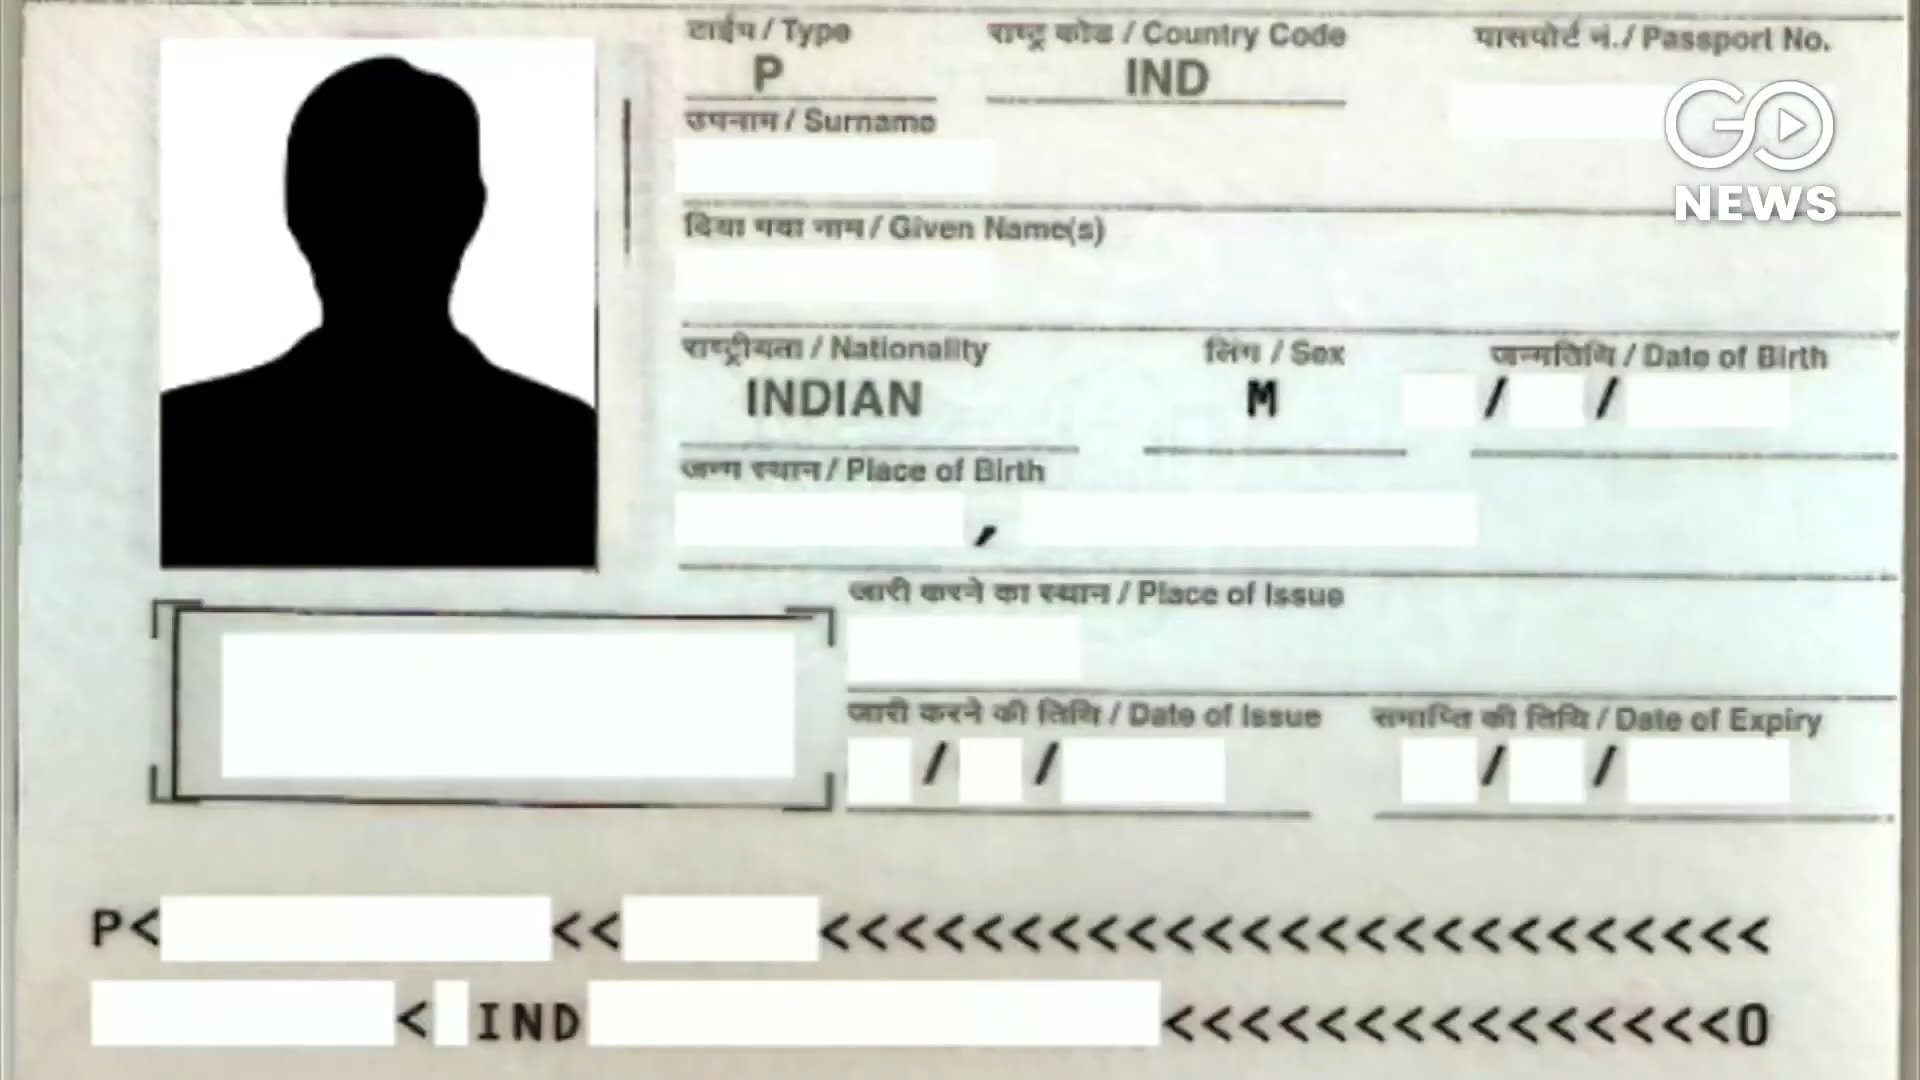 टाईप / Type
राष्ट्र कोड / Country Code
पासपोर्ट नं. / Passport No.
P
IND
GO
NEWS
उपनाम / Surname
दिया गया नाम / Given Name(s)
राष्ट्रीयता / Nationality
लिंग / Sex
जन्मतिथि / Date of Birth
INDIAN
M
/ /
जन्म स्थान / Place of Birth
,
जारी करने का स्थान / Place of Issue
जारी करने की तिथि / Date of Issue
समाप्ति की तिथि / Date of Expiry
/ /
/ /
P< << <<<<<<<<<<<<<<<<<<<<<<<<<<
< IND <<<<<<<<<<<<<<<0